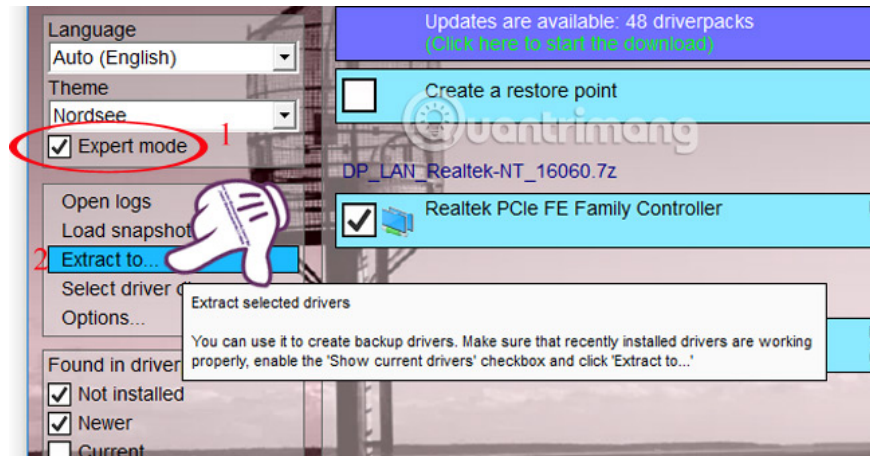 Language
Auto (English)
Theme
Nordsee
Expert mode
1
Open logs
Load snapshot
2
Extract to...
Select driver
Options...
Found in driver
Not installed
Newer
Current
Updates are available: 48 driverpacks
(Click here to start the download)
Create a restore point
Quantrimang
DP_LAN_Realtek-NT_16060.7z
Realtek PCIe FE Family Controller
Extract selected drivers
You can use it to create backup drivers. Make sure that recently installed drivers are working
properly, enable the 'Show current drivers' checkbox and click 'Extract to...'